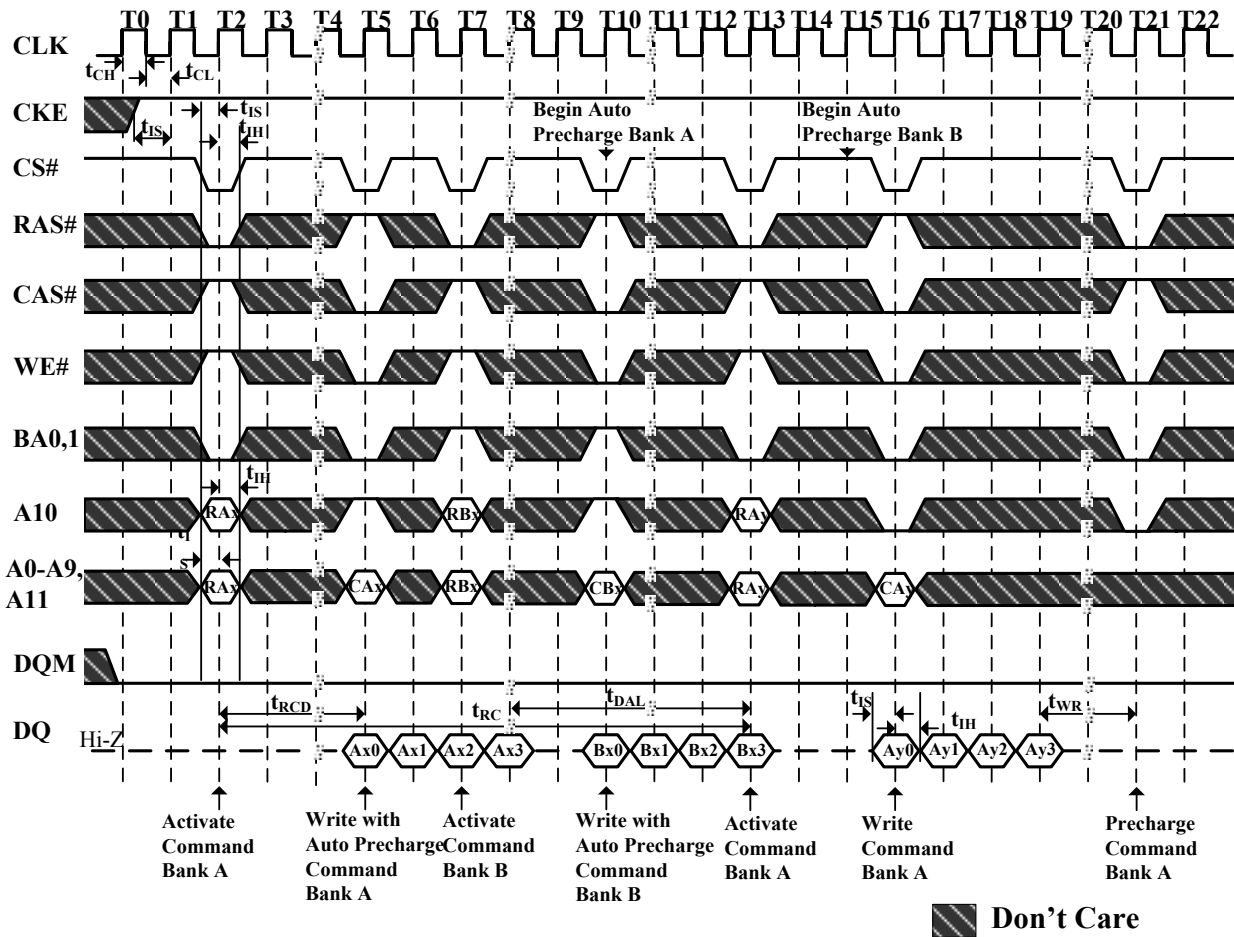 T0 T1 T2 T3 T4 T5 T6 T7 T8 T9 T10 T11 T12 T13 T14 T15 T16 T17 T18 T19 T20 T21 T22
CLK
tCH tCL
CKE
tIS
tIS
tIH
Begin Auto
Precharge Bank A
Begin Auto
Precharge Bank B
CS#
RAS#
CAS#
WE#
BA0,1
tIH
A10
RAx RBx RAy
tI
S
A0-A9,
A11
RAx CAx RBx CBx RAy CAy
DQM
DQ
tRCD
tRC
tDAL
tIS
tIH
tWR
Hi-Z
Ax0 Ax1 Ax2 Ax3 Bx0 Bx1 Bx2 Bx3 Ay0 Ay1 Ay2 Ay3
Activate
Command
Bank A
Write with
Auto Precharge
Command
Bank A
Activate
Command
Bank B
Write with
Auto Precharge
Command
Bank B
Activate
Command
Bank A
Write
Command
Bank A
Precharge
Command
Bank A
Don't Care